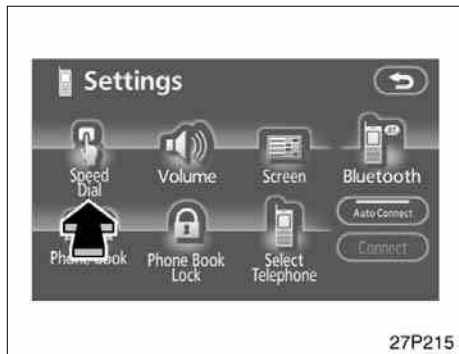 Settings
Speed
Dial
Volume
Screen
Bluetooth
Auto Connect
Phone Book
Phone Book
Lock
Select
Telephone
Connect
27P215